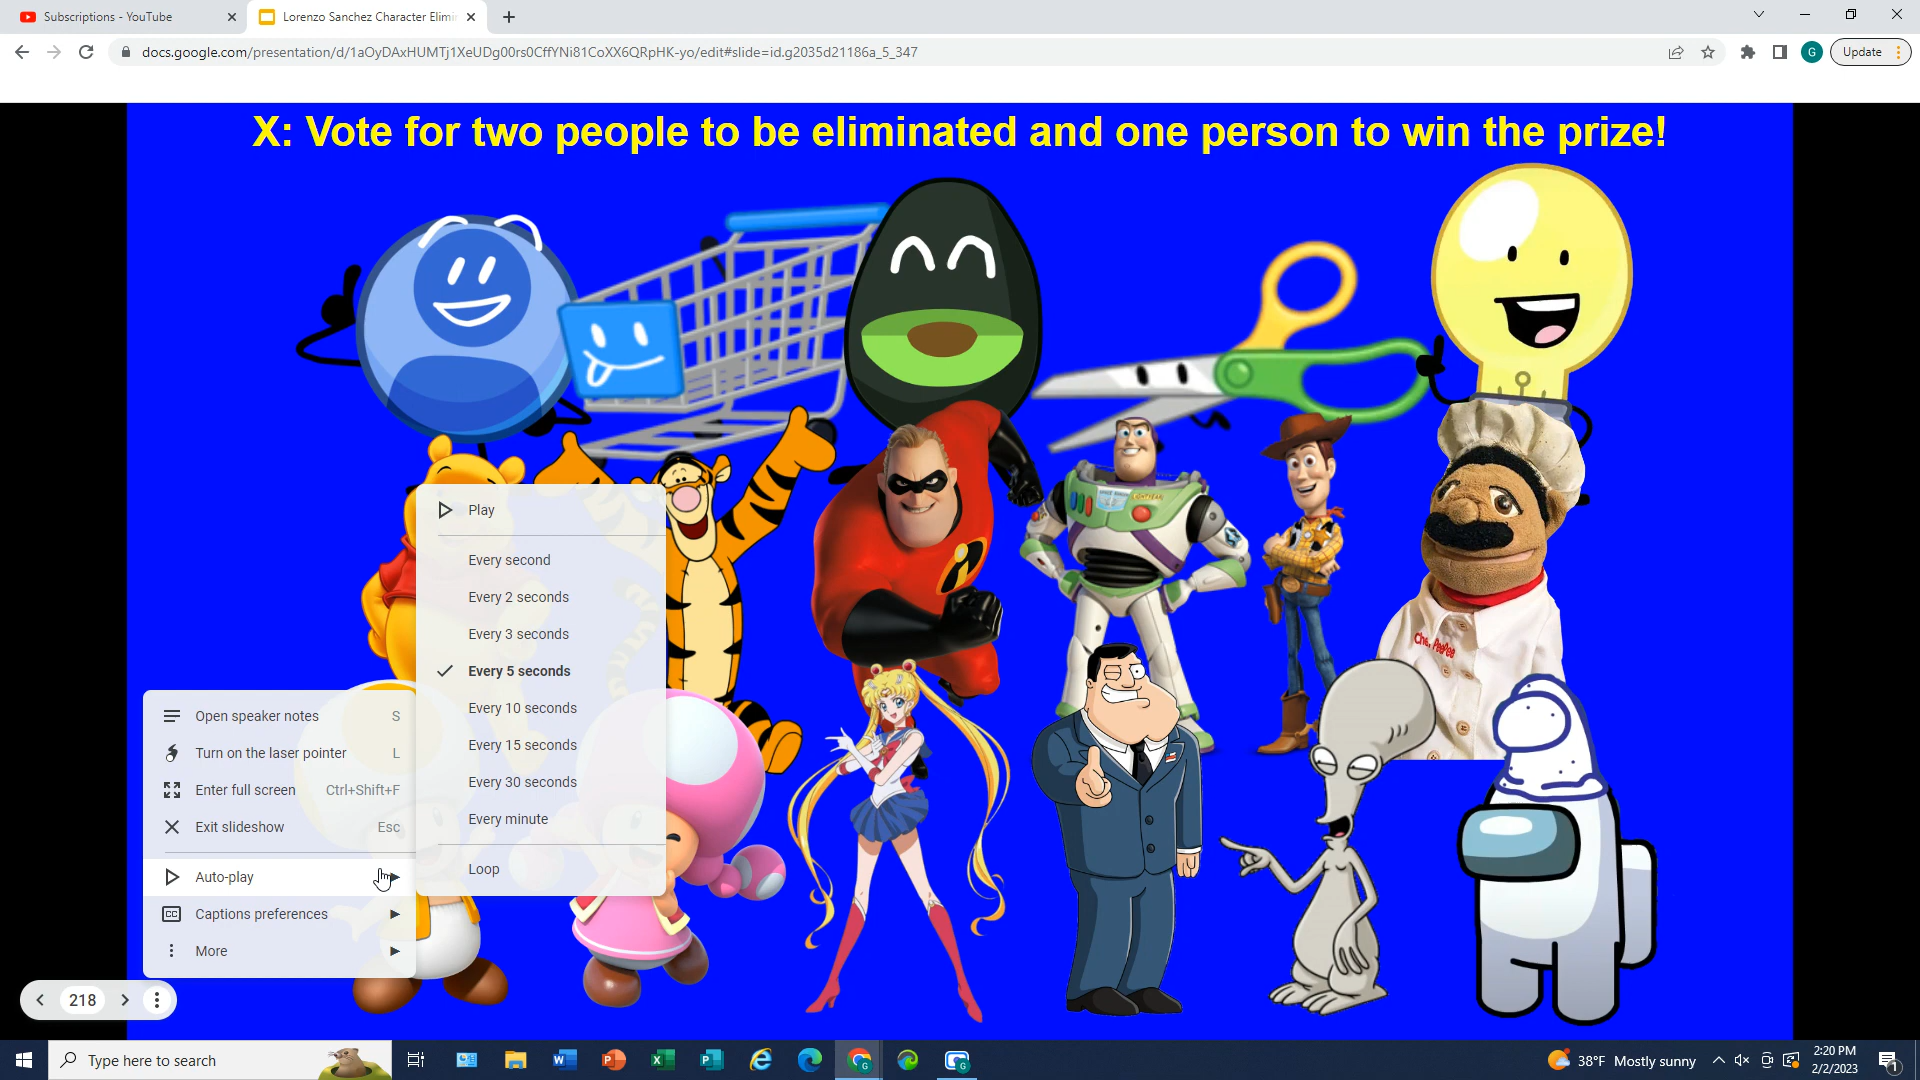 Subscriptions - YouTube
Lorenzo Sanchez Character Elimi
docs.google.com/presentation/d/1aOyDAxHUMTj1XeUDg00rs0CffYNi81CoXX6QRpHK-yo/edit#slide=id.g2035d21186a_5_347
G
Update
X: Vote for two people to be eliminated and one person to win the prize!
Chef PeePee
Play
Every second
Every 2 seconds
Every 3 seconds
Every 5 seconds
Every 10 seconds
Every 15 seconds
Every 30 seconds
Every minute
Loop
Open speaker notes S
Turn on the laser pointer L
Enter full screen Ctrl+Shift+F
Exit slideshow Esc
Auto-play
CC Captions preferences
More
218
Type here to search
38°F Mostly sunny
2:20 PM
2/2/2023
1